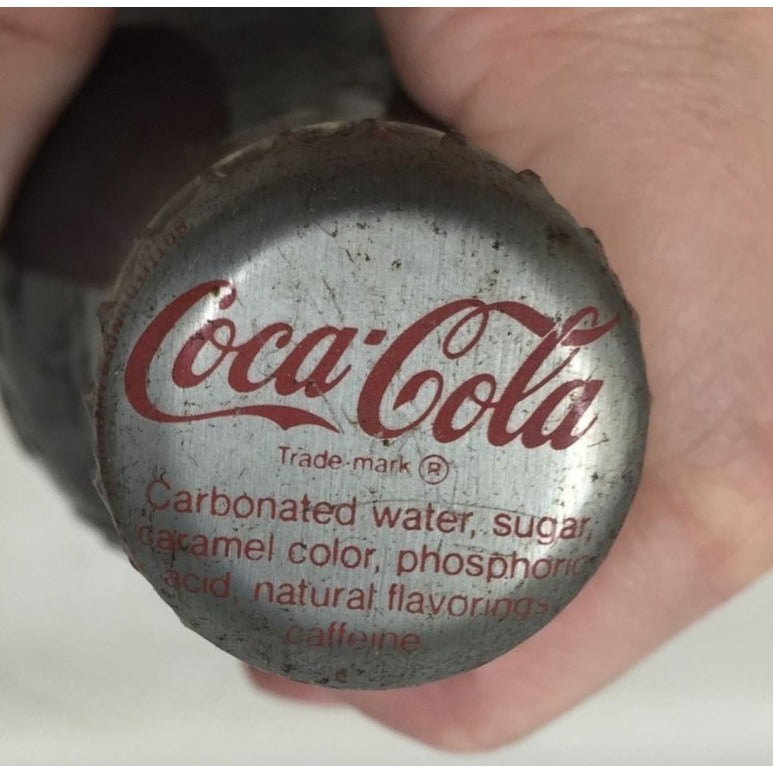 Coca-Cola
Trade-mark ®
Carbonated water, sugar,
caramel color, phosphoric
acid, natural flavorings,
caffeine